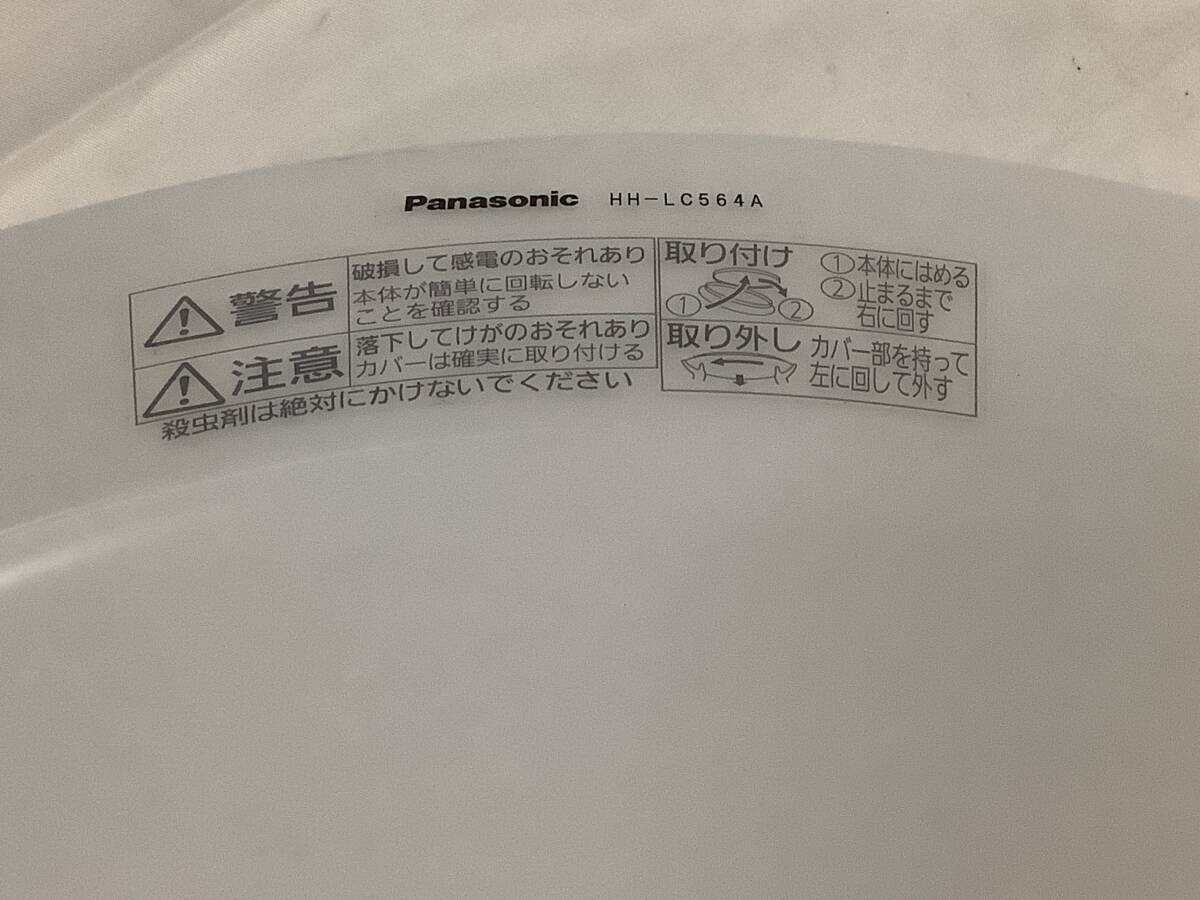 Panasonic HH-LC564A
警告
破損して感電のおそれあり
本体が簡単に回転しない
ことを確認する
注意
落下してけがのおそれあり
カバーは確実に取り付ける
殺虫剤は絶対にかけないでください
取り付け
① ②
①本体にはめる
②止まるまで
右に回す
取り外し
カバー部を持って
左に回して外す